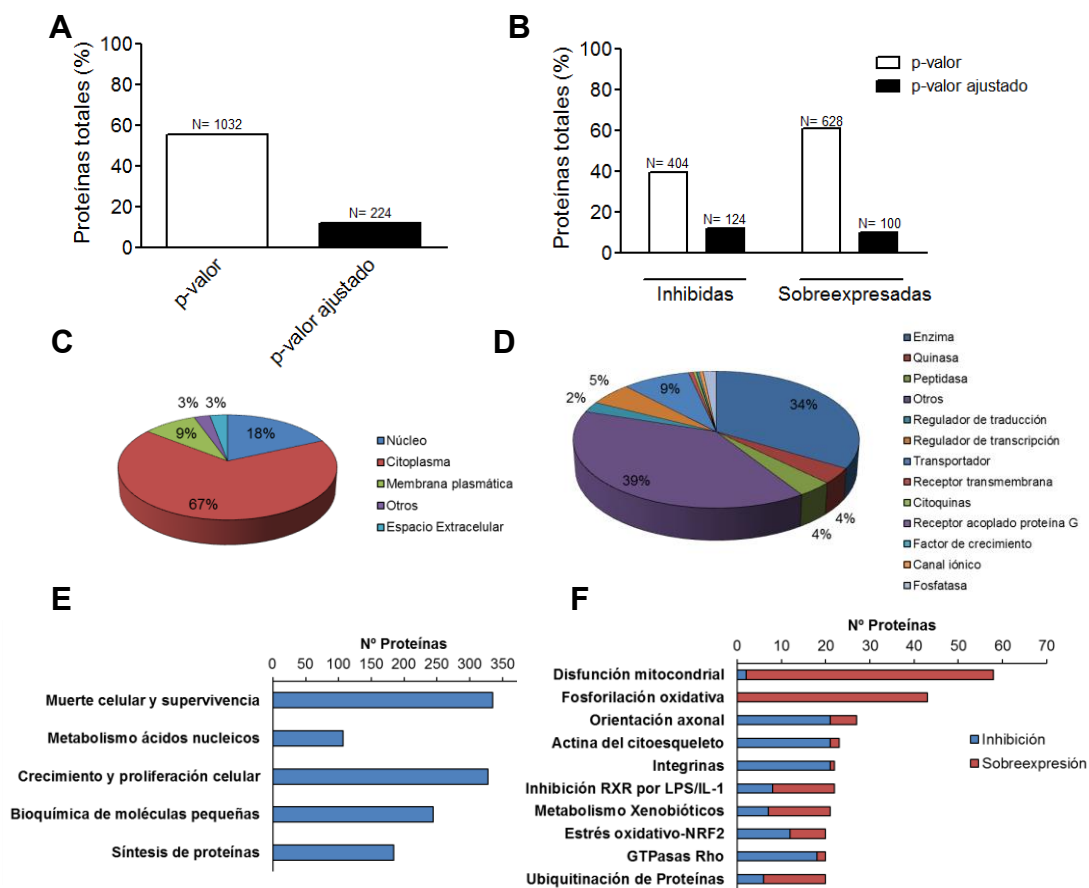 A
Proteínas totales (%)
100
80
60
40
20
0
N= 1032
N= 224
p-valor
p-valor ajustado
B
Proteínas totales (%)
100
80
60
40
20
0
p-valor
p-valor ajustado
N= 404
N= 124
N= 628
N= 100
Inhibidas
Sobreexpresadas
C
3%
3%
9%
18%
67%
Núcleo
Citoplasma
Membrana plasmática
Otros
Espacio Extracelular
D
5%
9%
2%
34%
39%
4%
4%
Enzima
Quinasa
Peptidasa
Otros
Regulador de traducción
Regulador de transcripción
Transportador
Receptor transmembrana
Citoquinas
Receptor acoplado proteína G
Factor de crecimiento
Canal iónico
Fosfatasa
E
Nº Proteínas
0 50 100 150 200 250 300 350
Muerte celular y supervivencia
Metabolismo ácidos nucleicos
Crecimiento y proliferación celular
Bioquímica de moléculas pequeñas
Síntesis de proteínas
F
Nº Proteínas
0 10 20 30 40 50 60 70
Disfunción mitocondrial
Fosforilación oxidativa
Orientación axonal
Actina del citoesqueleto
Integrinas
Inhibición RXR por LPS/IL-1
Metabolismo Xenobióticos
Estrés oxidativo-NRF2
GTPasas Rho
Ubiquitinación de Proteínas
Inhibición
Sobreexpresión